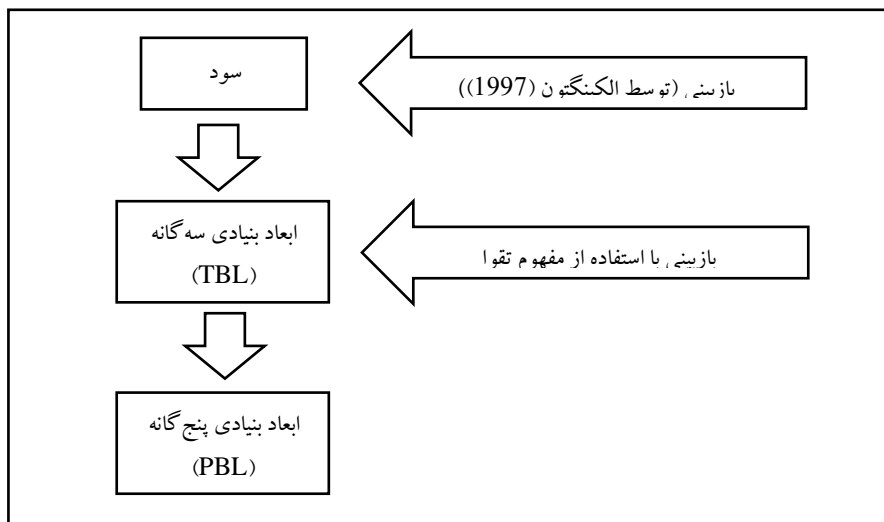 سود
بازبینی (توسط الکینگتون (1997))
ابعاد بنیادی سه‌گانه
(TBL)
بازبینی با استفاده از مفهوم تقوا
ابعاد بنیادی پنج‌گانه
(PBL)